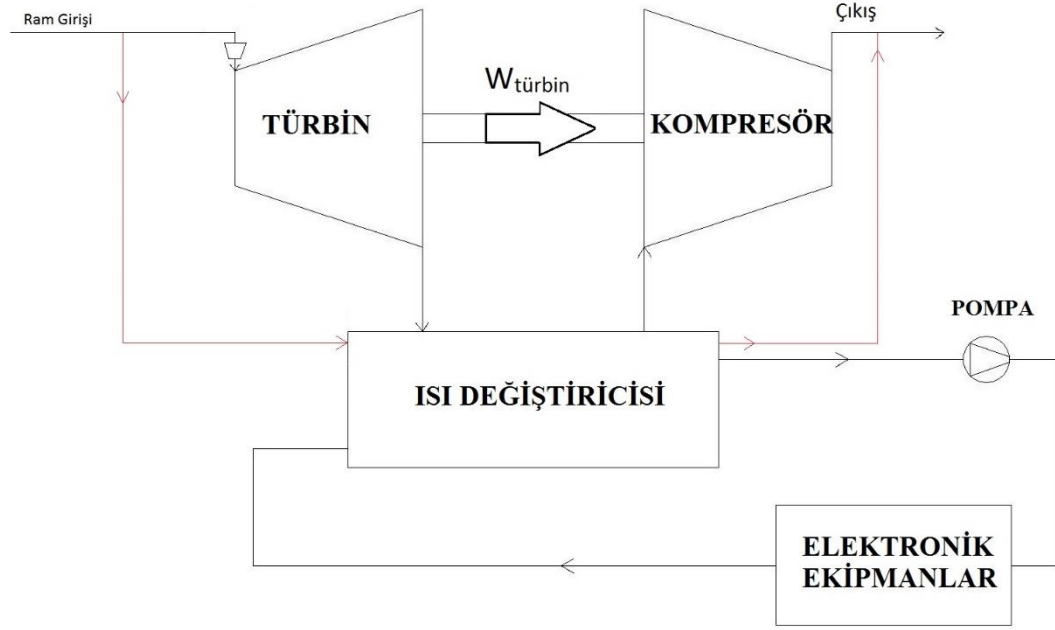 Ram Girişi
Çıkış
Wtürbin
TÜRBİN
KOMPRESÖR
POMPA
ISI DEĞİŞTİRİCİSİ
ELEKTRONİK
EKİPMANLAR